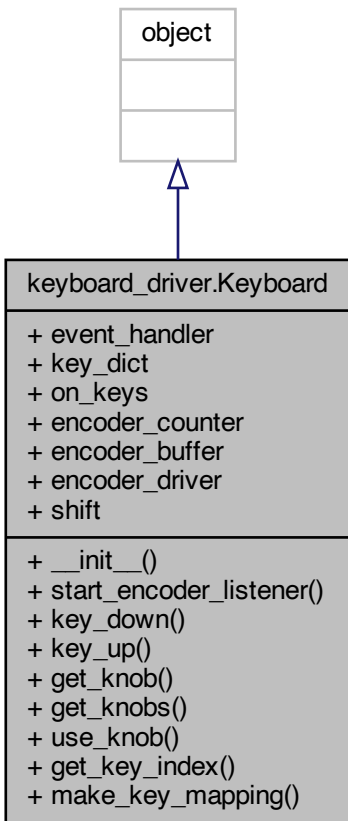 object
keyboard_driver.Keyboard
+ event_handler
+ key_dict
+ on_keys
+ encoder_counter
+ encoder_buffer
+ encoder_driver
+ shift
+ __init__()
+ start_encoder_listener()
+ key_down()
+ key_up()
+ get_knob()
+ get_knobs()
+ use_knob()
+ get_key_index()
+ make_key_mapping()